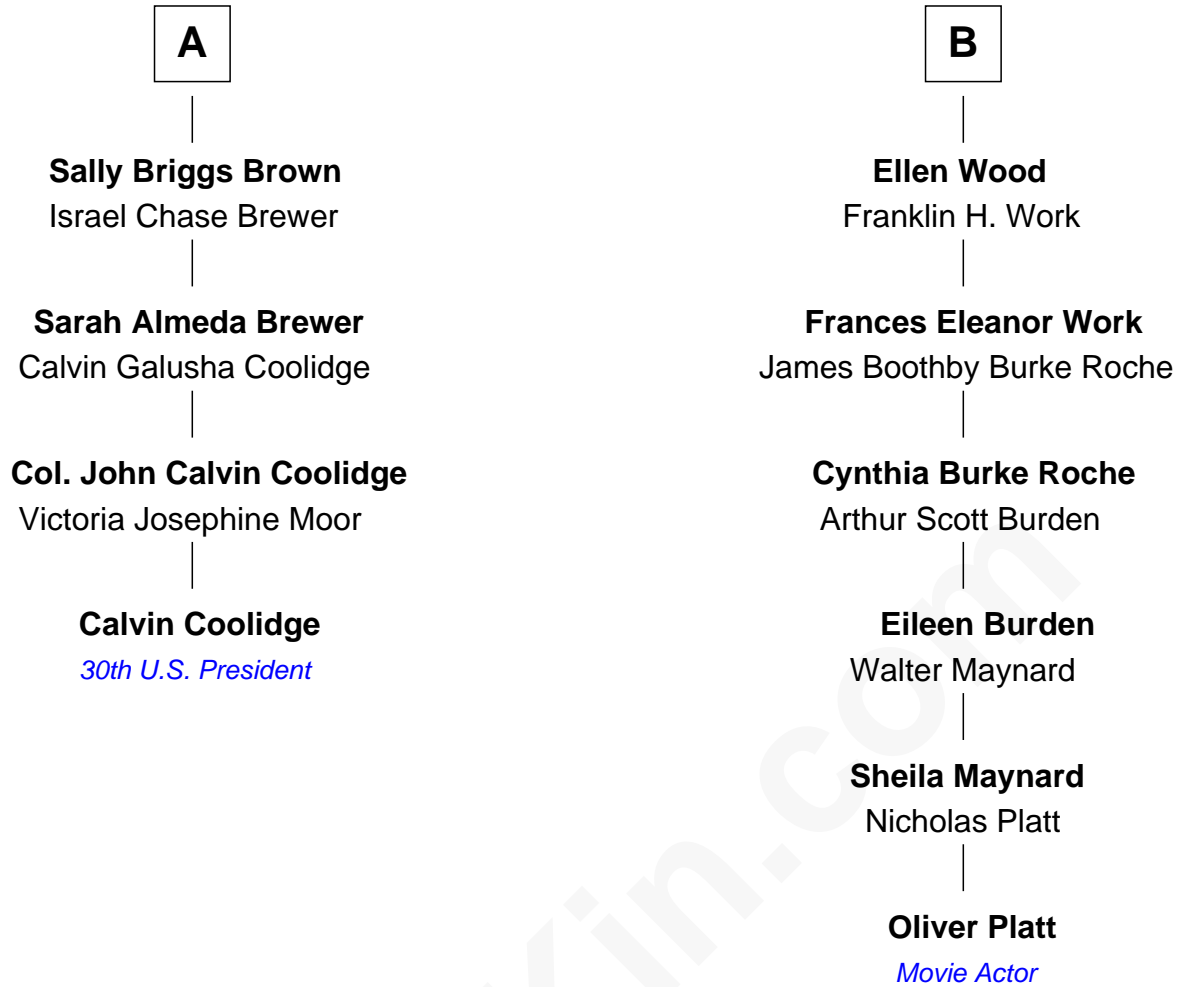 A
Sally Briggs Brown
Israel Chase Brewer
Sarah Almeda Brewer
Calvin Galusha Coolidge
Col. John Calvin Coolidge
Victoria Josephine Moor
Calvin Coolidge
30th U.S. President
B
Ellen Wood
Franklin H. Work
Frances Eleanor Work
James Boothby Burke Roche
Cynthia Burke Roche
Arthur Scott Burden
Eileen Burden
Walter Maynard
Sheila Maynard
Nicholas Platt
Oliver Platt
Movie Actor
Kin.com